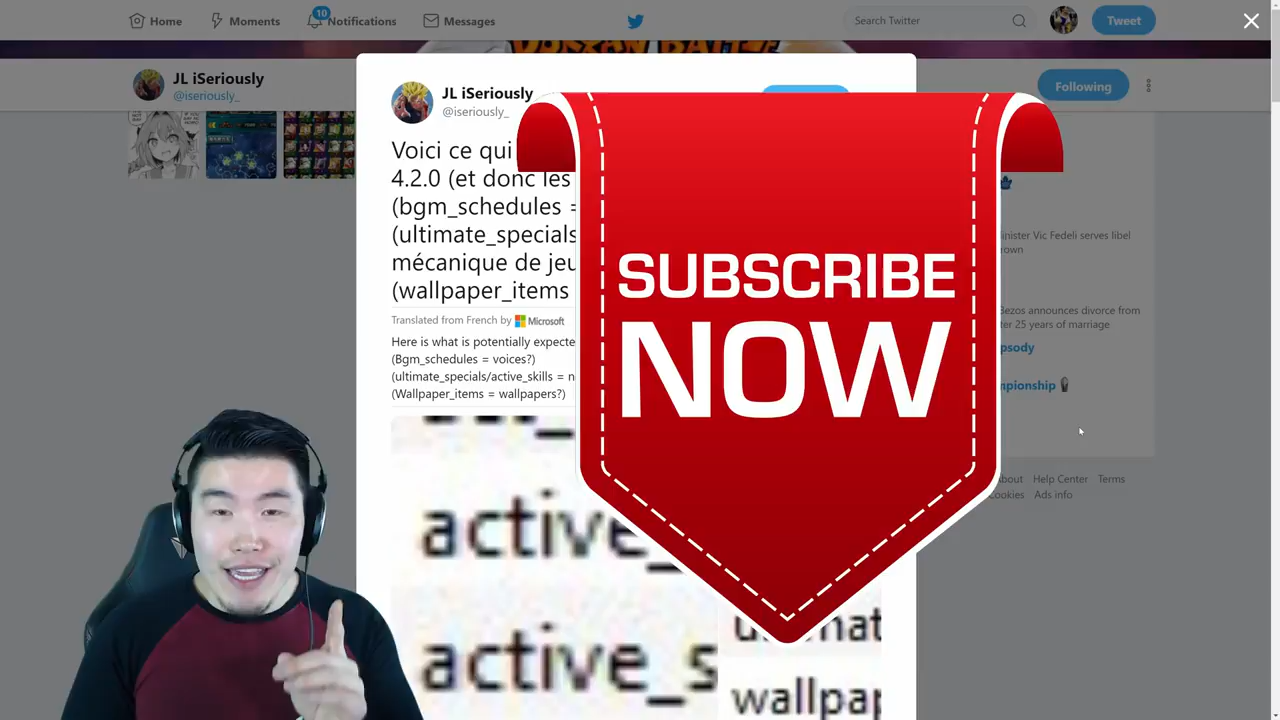 Home
Moments
10
Notifications
Messages
Search Twitter
Tweet
JL iSeriously
@iseriously_
Following
JL iSeriously
@iseriously_
Voici ce qui
4.2.0 (et donc les
(bgm_schedules =
(ultimate_specials
mécanique de jeu
(wallpaper_items
Translated from French by Microsoft
Here is what is potentially expecte
(Bgm_schedules = voices?)
(ultimate_specials/active_skills = n
(Wallpaper_items = wallpapers?)
active_
active_s
wallpap
SUBSCRIBE
NOW
inister Vic Fedeli serves libel
Bezos announces divorce from
ter 25 years of marriage
psody
mpionship
About
Help Center
Terms
Cookies
Ads info